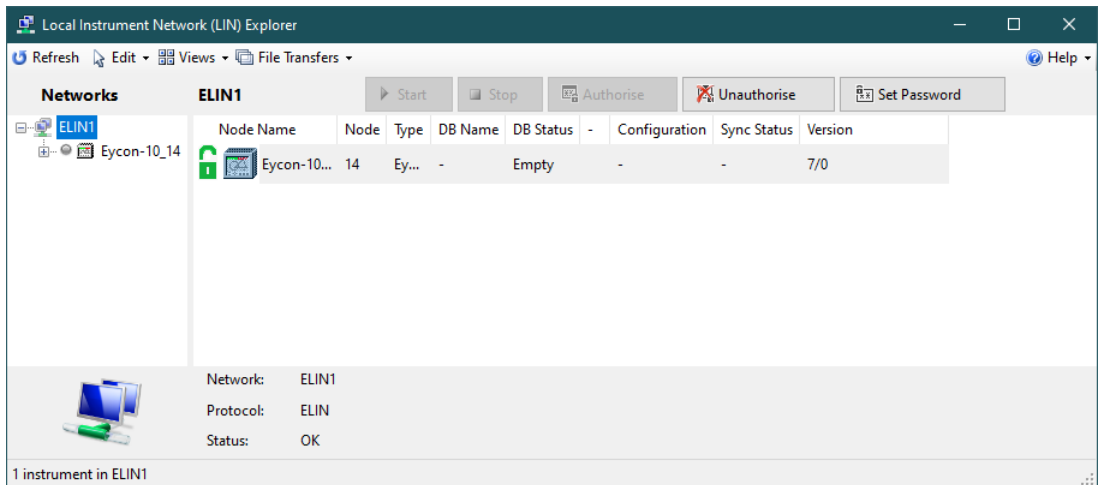 Local Instrument Network (LIN) Explorer
Refresh Edit Views File Transfers Help
Networks ELIN1 Start Stop Authorise Unauthorise Set Password
ELIN1 Node Name Node Type DB Name DB Status - Configuration Sync Status Version
Eycon-10_14 Eycon-10... 14 Ey... - Empty - - 7/0
Network: ELIN1
Protocol: ELIN
Status: OK
1 instrument in ELIN1